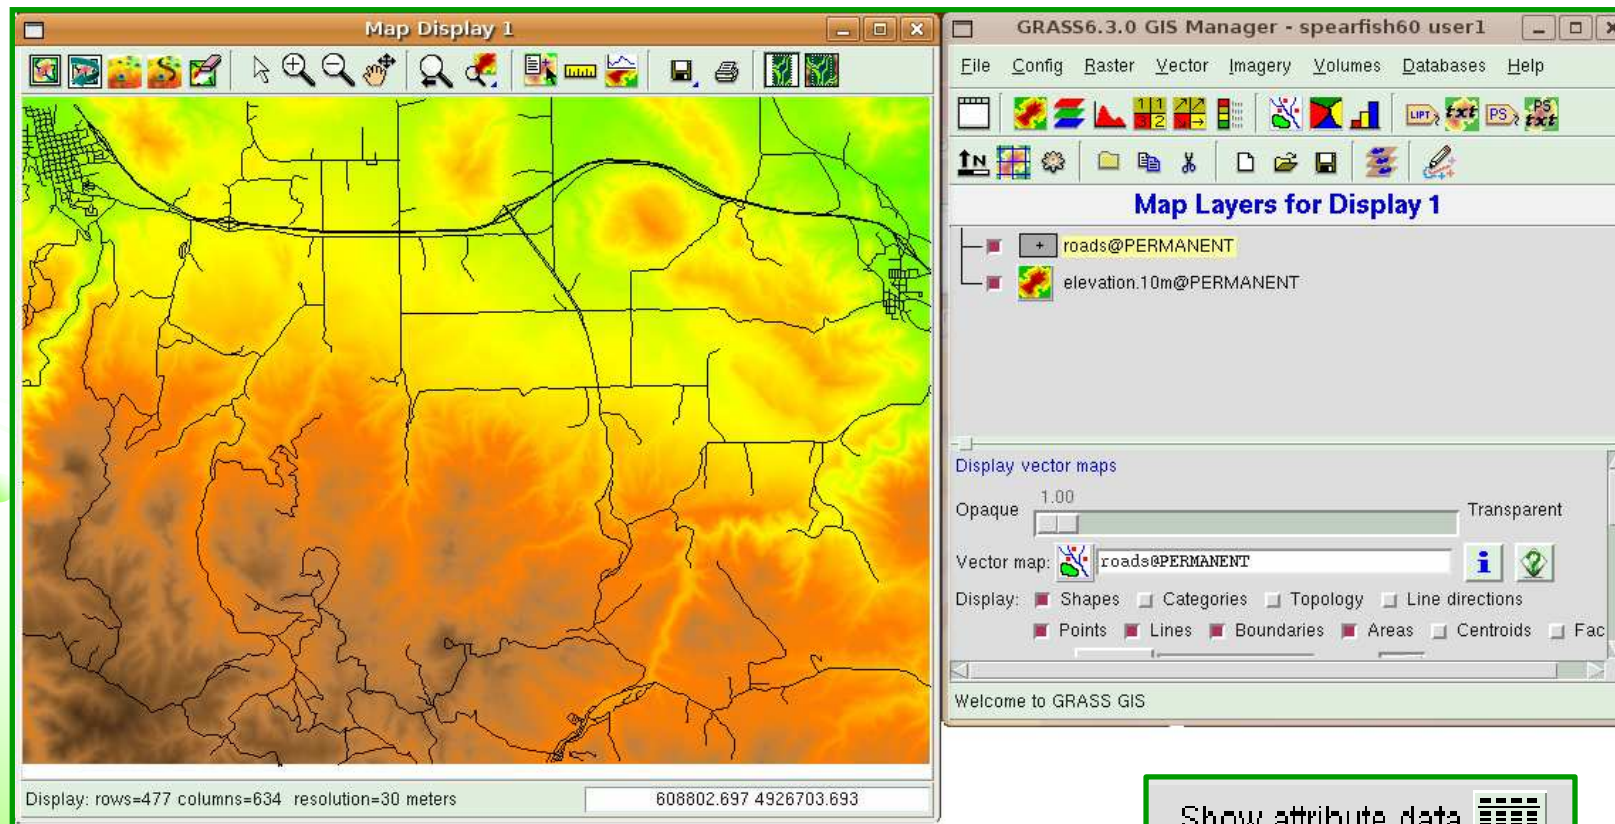 Map Display 1
Display: rows=477 columns=634 resolution=30 meters
608802.697 4926703.693
GRASS6.3.0 GIS Manager - spearfish60 user1
File Config Raster Vector Imagery Volumes Databases Help
Map Layers for Display 1
roads@PERMANENT
elevation.10m@PERMANENT
Display vector maps
1.00
Opaque Transparent
Vector map: roads@PERMANENT
Display: Shapes Categories Topology Line directions
Points Lines Boundaries Areas Centroids Fac
Welcome to GRASS GIS
Show attribute data